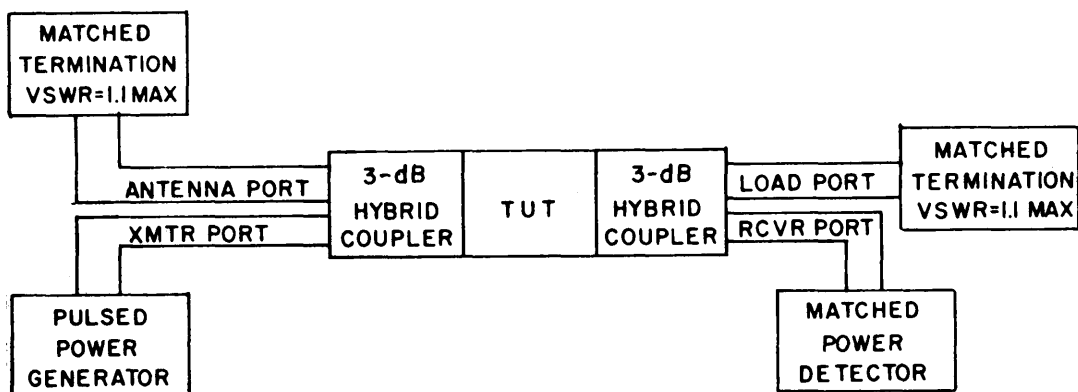 MATCHED
TERMINATION
VSWR=1.1 MAX
ANTENNA PORT
XMTR PORT
PULSED
POWER
GENERATOR
3-dB
HYBRID
COUPLER
TUT
3-dB
HYBRID
COUPLER
LOAD PORT
RCVR PORT
MATCHED
TERMINATION
VSWR=1.1 MAX
MATCHED
POWER
DETECTOR